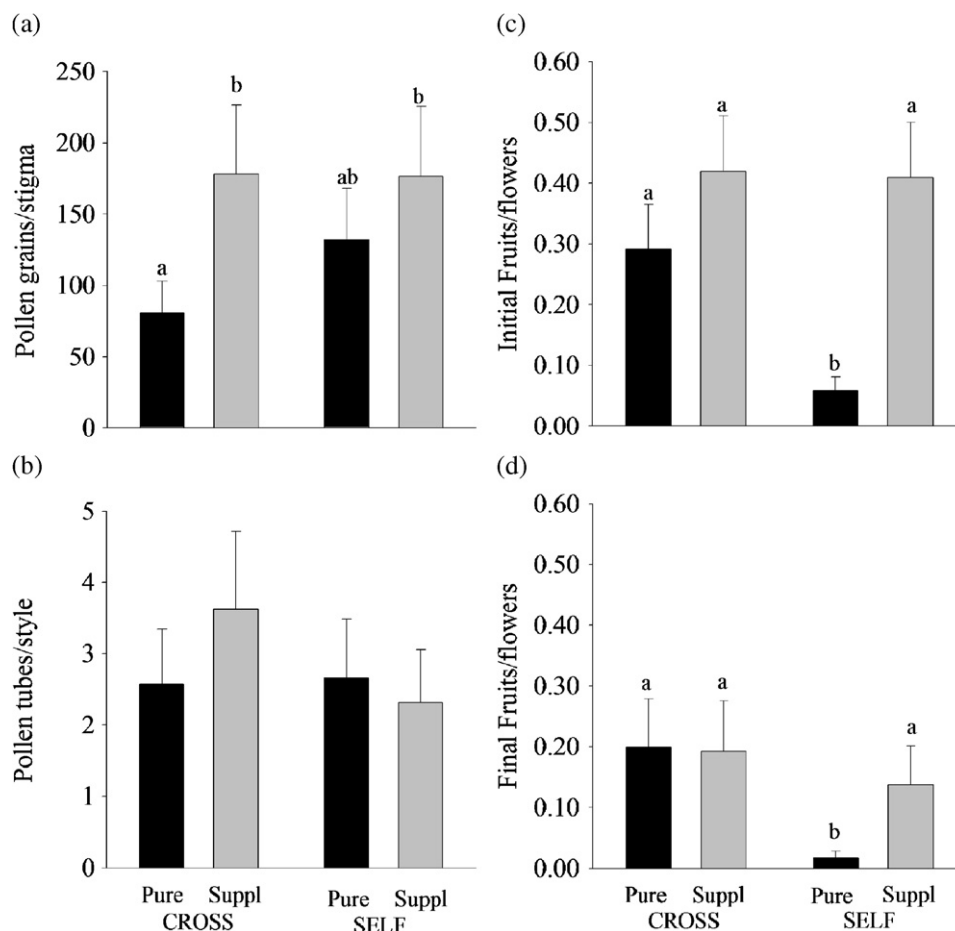 (a)
Pollen grains/stigma
250
200
150
100
50
0
a
b
ab
b
(b)
Pollen tubes/style
5
4
3
2
1
0
Pure Suppl Pure Suppl
CROSS SELF
(c)
Initial Fruits/flowers
0.60
0.50
0.40
0.30
0.20
0.10
0.00
a
a
b
a
(d)
Final Fruits/flowers
0.60
0.50
0.40
0.30
0.20
0.10
0.00
a
a
b
a
Pure Suppl Pure Suppl
CROSS SELF